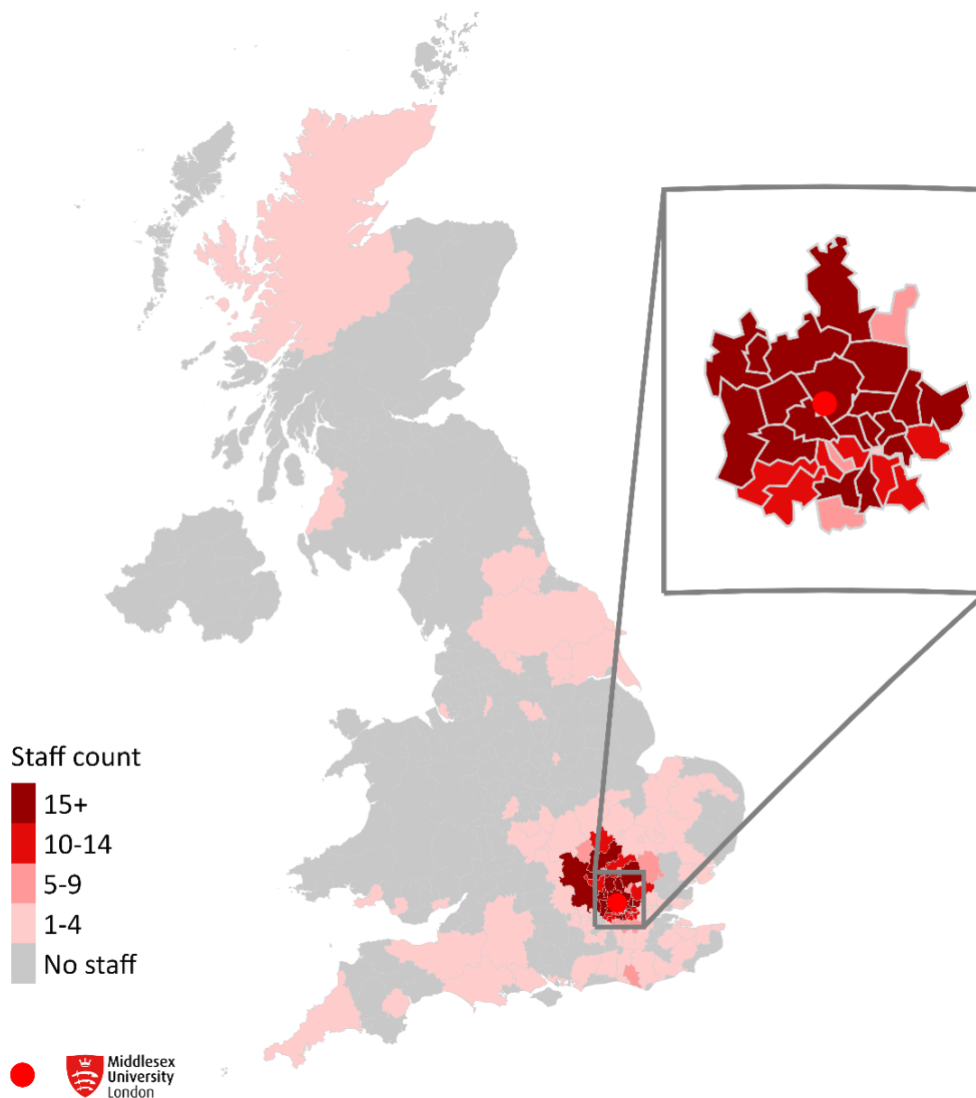 Staff count
15+
10-14
5-9
1-4
No staff
Middlesex
University
London